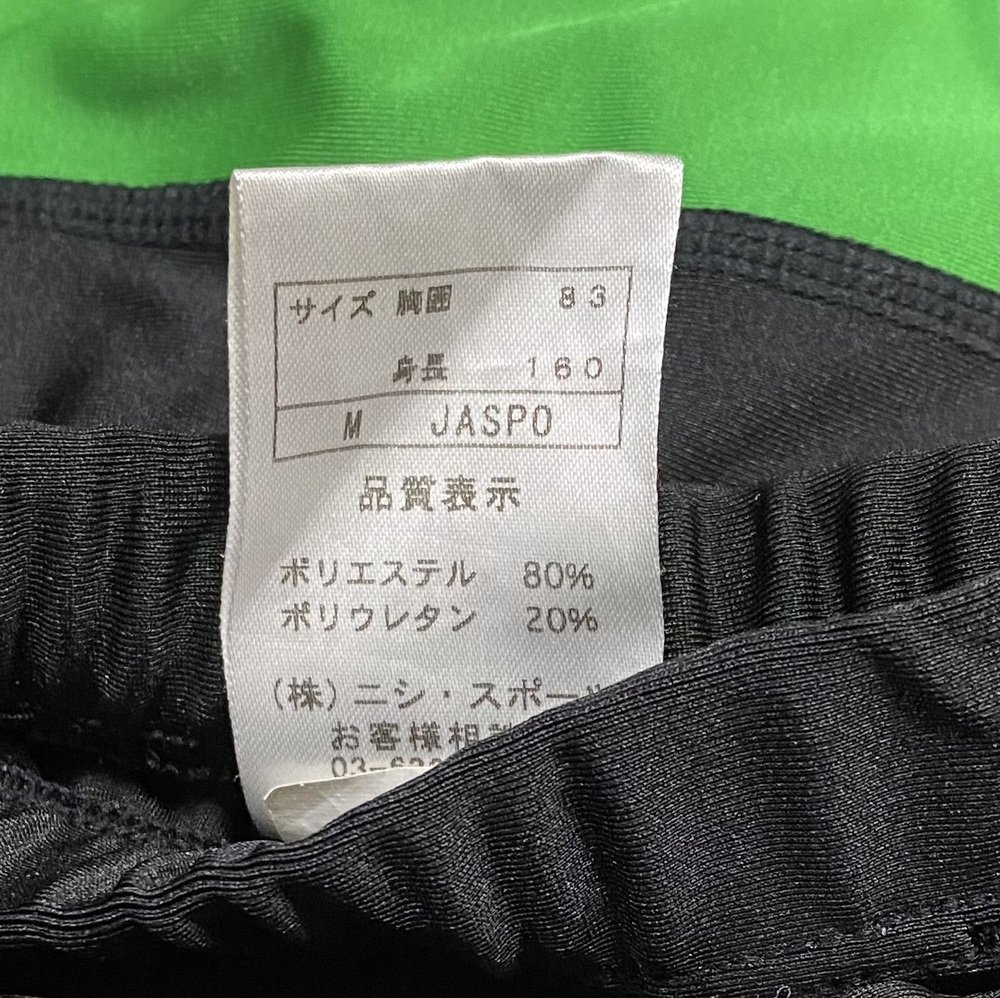 サイズ 胸囲 83
身長 160
M JASPO
品質表示
ポリエステル 80%
ポリウレタン 20%
(株)ニシ・スポー
お客様相
03-6